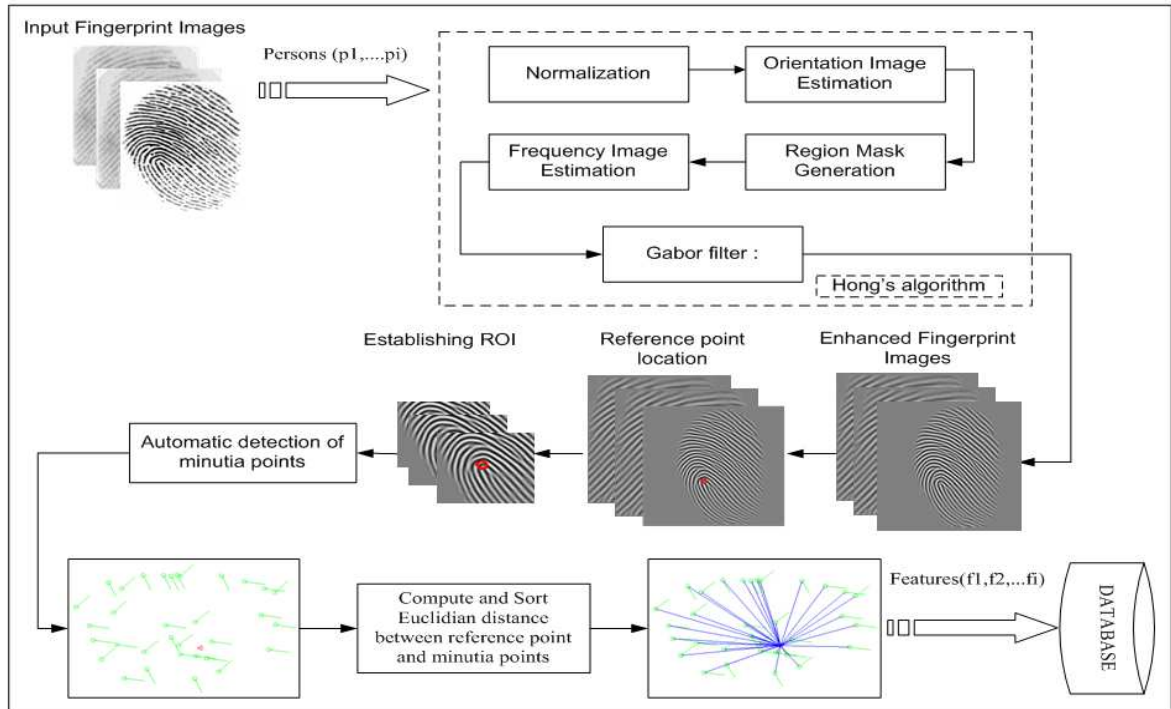 Input Fingerprint Images
Persons (p1,....pi)
Normalization
Orientation Image
Estimation
Frequency Image
Estimation
Region Mask
Generation
Gabor filter :
Hong's algorithm
Establishing ROI
Reference point
location
Enhanced Fingerprint
Images
Automatic detection of
minutia points
Compute and Sort
Euclidian distance
between reference point
and minutia points
Features(f1,f2,...fi)
DATABASE